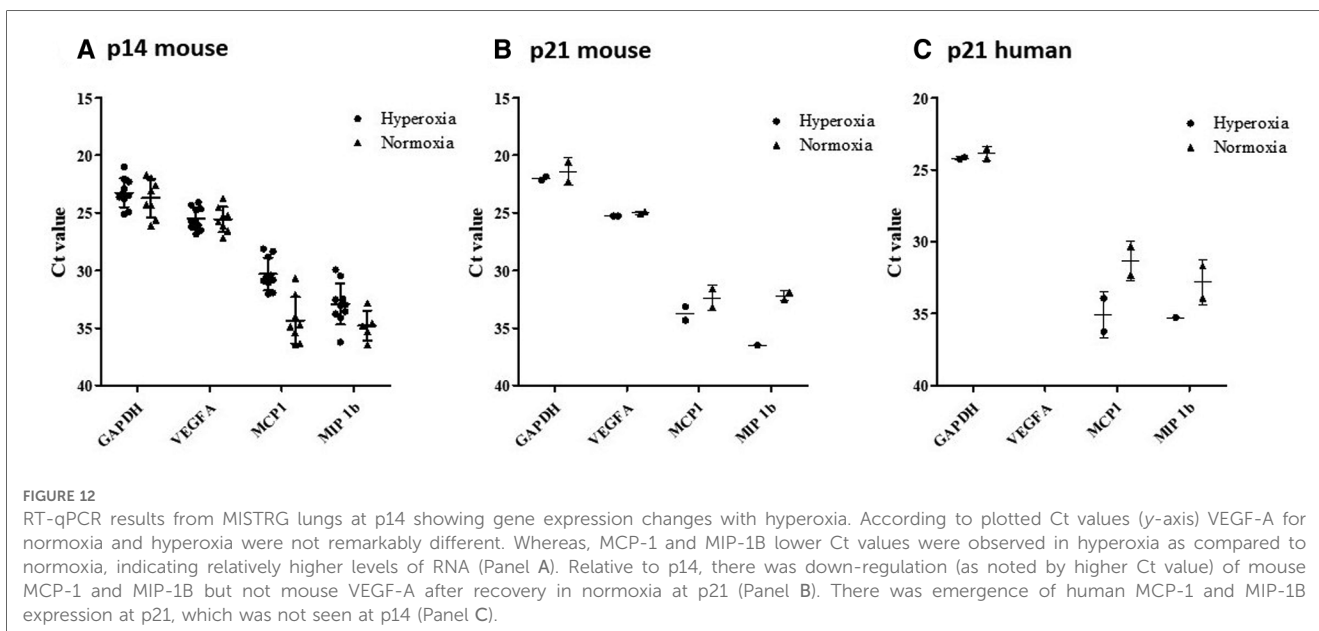 A p14 mouse
B p21 mouse
C p21 human
Ct value
15
20
25
30
35
40
Hyperoxia
Normoxia
GAPDH
VEGFA
MCP1
MIP 1b
Ct value
15
20
25
30
35
40
Hyperoxia
Normoxia
GAPDH
VEGFA
MCP1
MIP 1b
Ct value
20
25
30
35
40
Hyperoxia
Normoxia
GAPDH
VEGFA
MCP1
MIP 1b
FIGURE 12
RT-qPCR results from MISTRG lungs at p14 showing gene expression changes with hyperoxia. According to plotted Ct values (y-axis) VEGF-A for
normoxia and hyperoxia were not remarkably different. Whereas, MCP-1 and MIP-1B lower Ct values were observed in hyperoxia as compared to
normoxia, indicating relatively higher levels of RNA (Panel A). Relative to p14, there was down-regulation (as noted by higher Ct value) of mouse
MCP-1 and MIP-1B but not mouse VEGF-A after recovery in normoxia at p21 (Panel B). There was emergence of human MCP-1 and MIP-1B
expression at p21, which was not seen at p14 (Panel C).